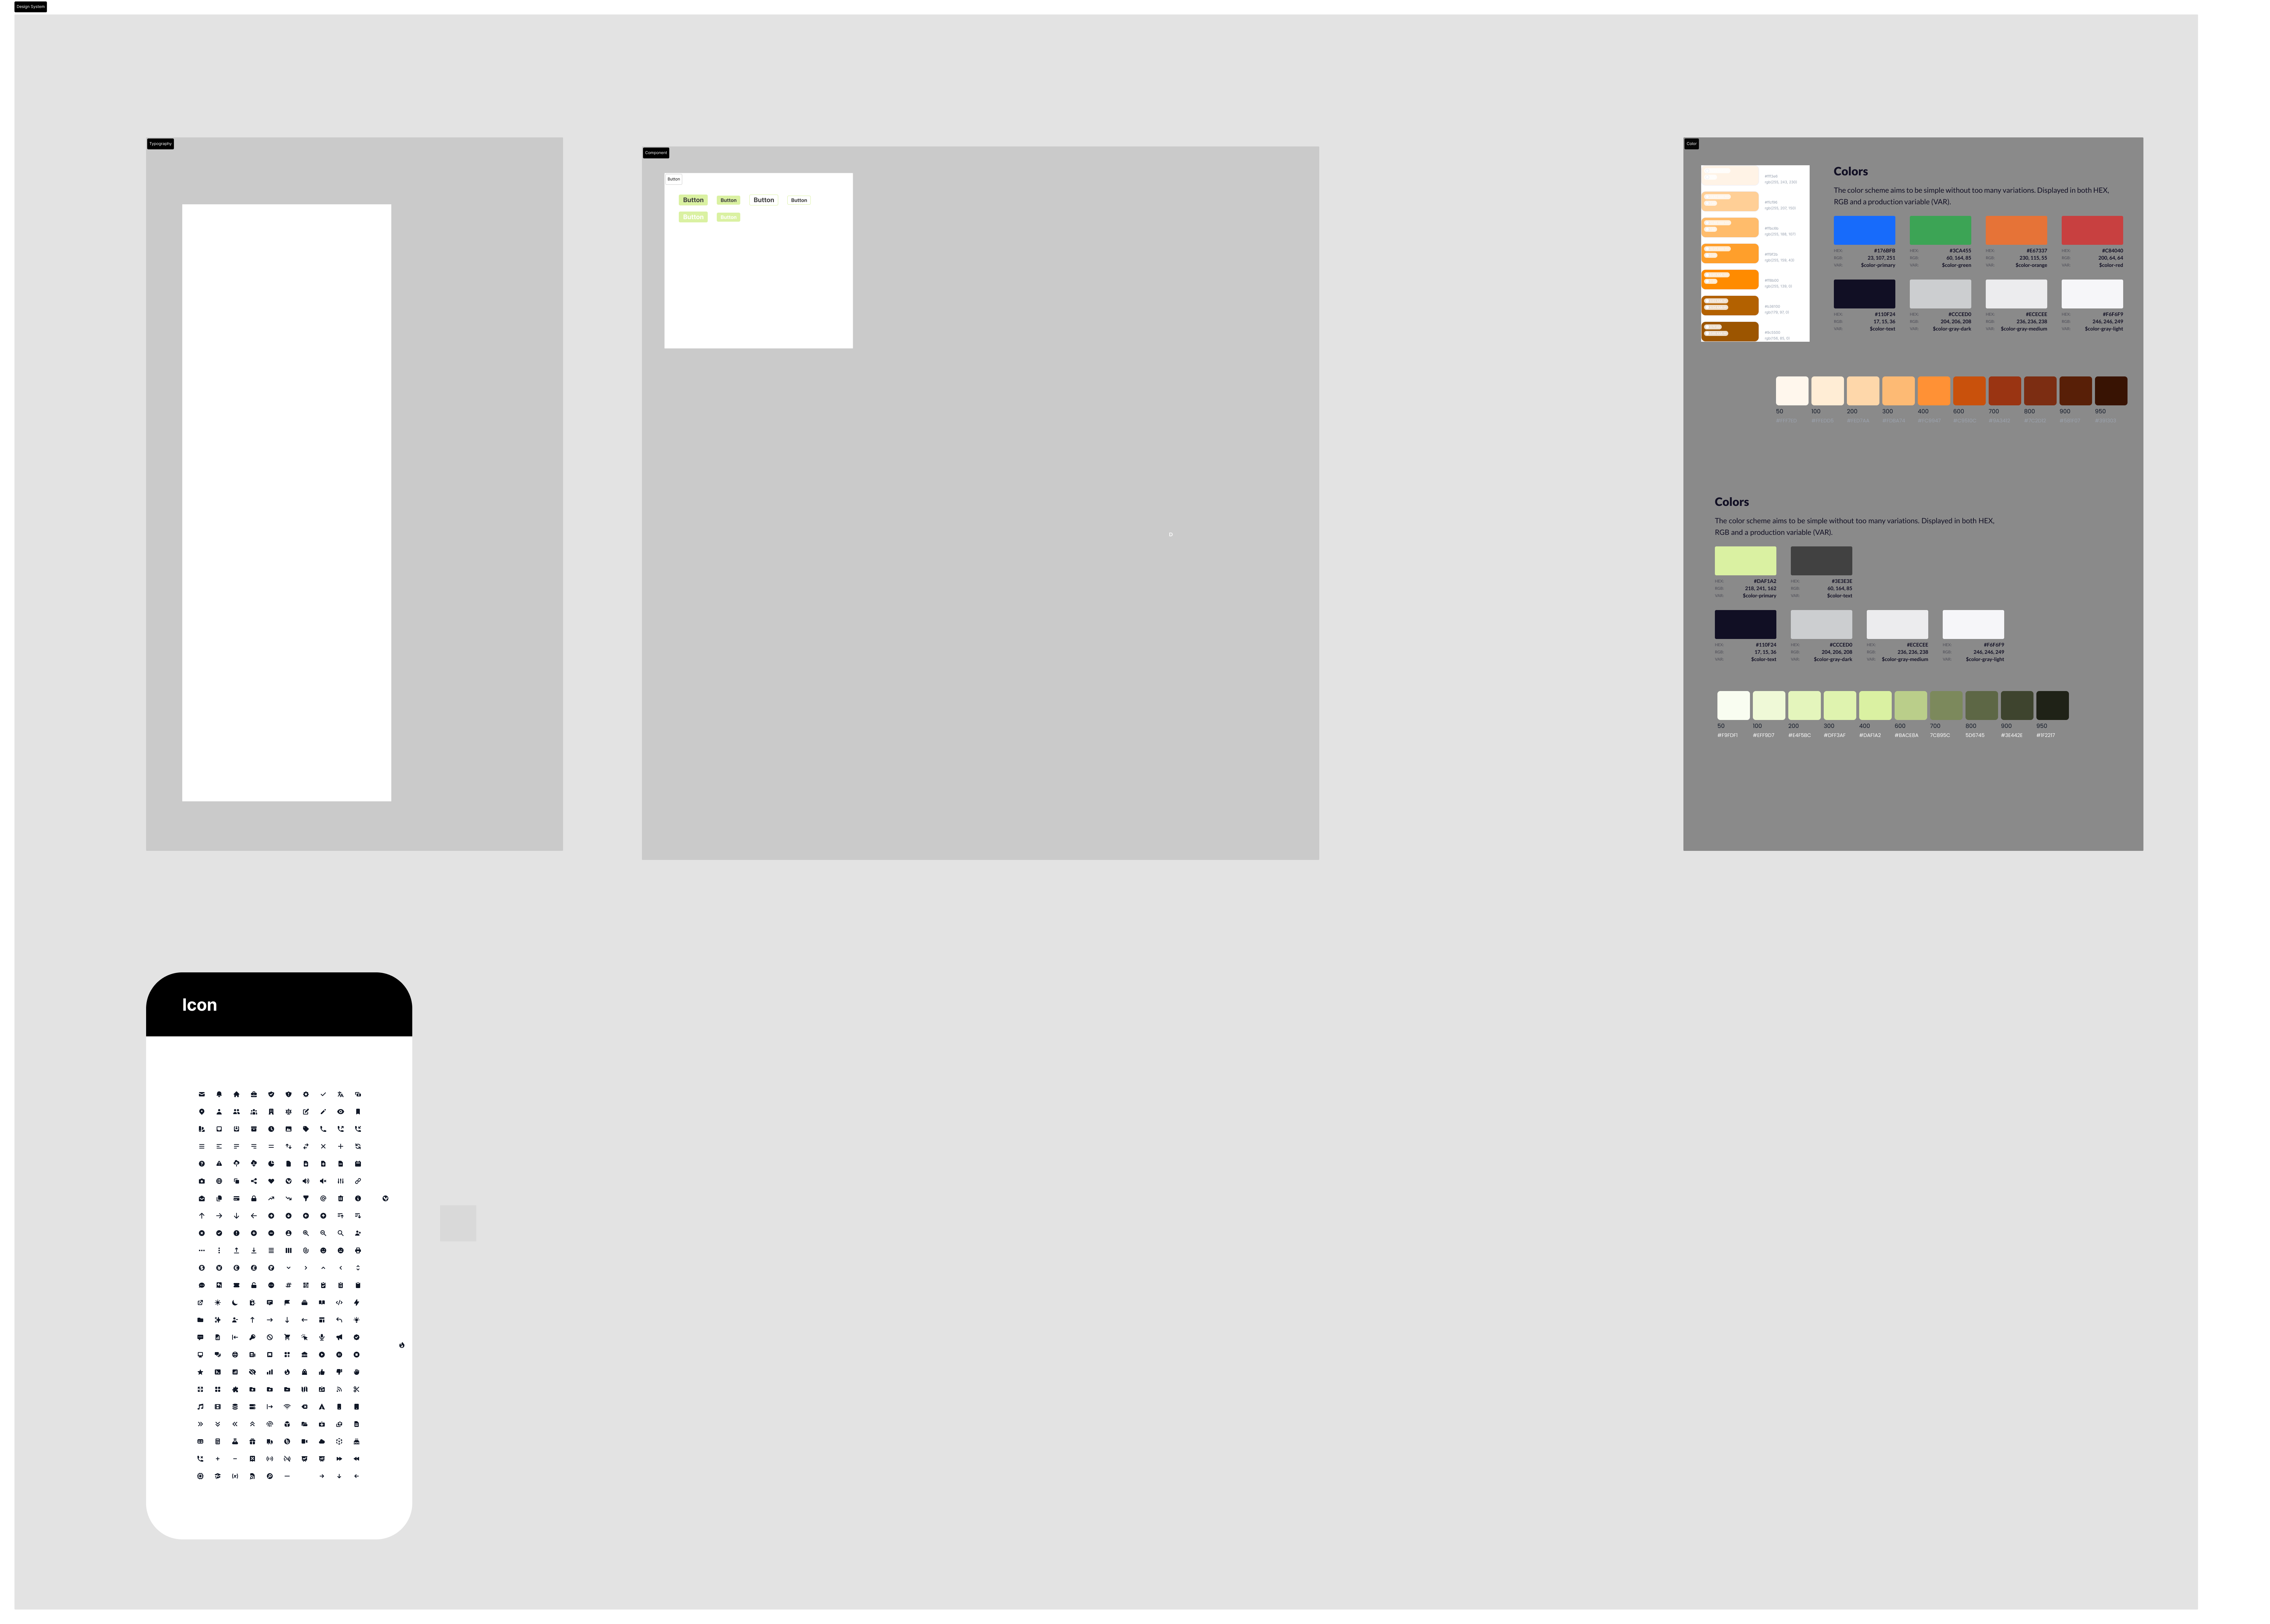 Design System
Typography
Component
Button
Button
Button
Button
Button
Button
Button
Color
Colors
The color scheme aims to be simple without too many variations. Displayed in both HEX,
RGB and a production variable (VAR).
HEX #176BFB
RGB 23, 107, 251
VAR $color-primary
HEX #3CA455
RGB 60, 164, 85
VAR $color-green
HEX #E67337
RGB 230, 115, 55
VAR $color-orange
HEX #C84040
RGB 200, 64, 64
VAR $color-red
HEX #110F24
RGB 17, 15, 36
VAR $color-text
HEX #CCCED0
RGB 204, 206, 208
VAR $color-gray-dark
HEX #ECECEE
RGB 236, 236, 238
VAR $color-gray-medium
HEX #F6F6F9
RGB 246, 246, 249
VAR $color-gray-light
50 100 200 300 400 600 700 800 900 950
Colors
The color scheme aims to be simple without too many variations. Displayed in both HEX,
RGB and a production variable (VAR).
HEX #DAF1A2
RGB 218, 241, 162
VAR $color-primary
HEX #3E3E3E
RGB 60, 164, 85
VAR $color-text
HEX #110F24
RGB 17, 15, 36
VAR $color-text
HEX #CCCED0
RGB 204, 206, 208
VAR $color-gray-dark
HEX #ECECEE
RGB 236, 236, 238
VAR $color-gray-medium
HEX #F6F6F9
RGB 246, 246, 249
VAR $color-gray-light
50 100 200 300 400 600 700 800 900 950
#F9FDF1 #EFF9D7 #E4F5BC #DFF3AF #DAF1A2 #BACE8A 7C895C 5D6745 #3E442E #1F2217
Icon